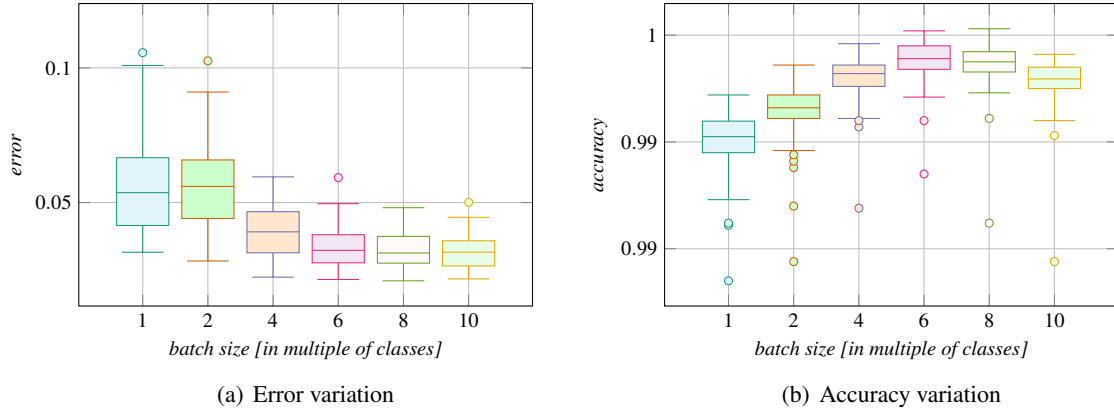 0.1
0.05
error
1 2 4 6 8 10
batch size [in multiple of classes]
(a) Error variation
1
0.99
0.99
accuracy
1 2 4 6 8 10
batch size [in multiple of classes]
(b) Accuracy variation